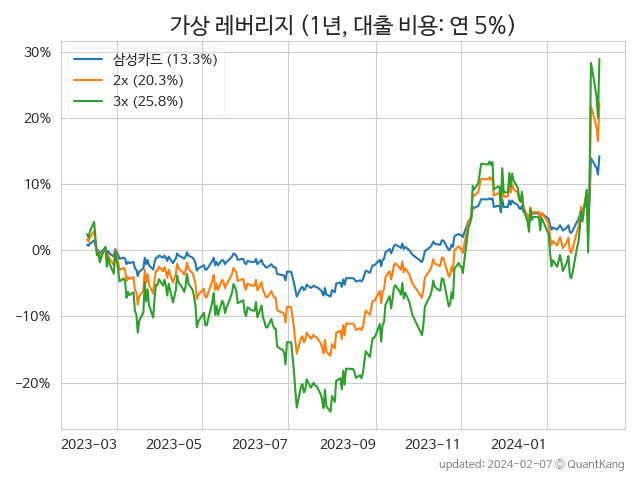 가상 레버리지 (1년, 대출 비용: 연 5%)
30%
20%
10%
0%
−10%
−20%
삼성카드 (13.3%)
2x (20.3%)
3x (25.8%)
2023-03
2023-05
2023-07
2023-09
2023-11
2024-01
updated: 2024-02-07 © QuantKang